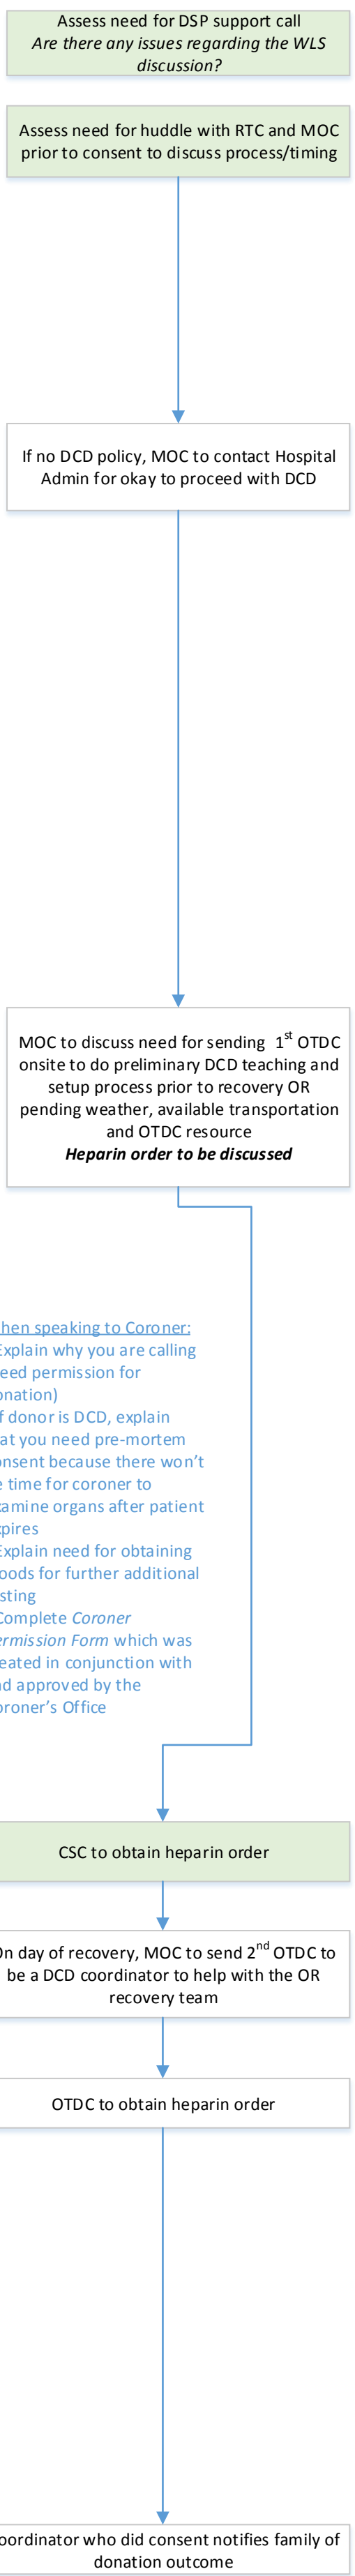 Assess need for DSP support call
Are there any issues regarding the WLS
discussion?
Assess need for huddle with RTC and MOC
prior to consent to discuss process/timing
If no DCD policy, MOC to contact Hospital
Admin for okay to proceed with DCD
MOC to discuss need for sending 1st OTDC
onsite to do preliminary DCD teaching and
setup process prior to recovery OR
pending weather, available transportation
and OTDC resource
Heparin order to be discussed
hen speaking to Coroner:
Explain why you are calling
eed permission for
onation)
f donor is DCD, explain
at you need pre-mortem
onsent because there won't
e time for coroner to
amine organs after patient
pires
Explain need for obtaining
oods for further additional
sting
Complete Coroner
ermission Form which was
eated in conjunction with
nd approved by the
oroner's Office
CSC to obtain heparin order
On day of recovery, MOC to send 2nd OTDC to
be a DCD coordinator to help with the OR
recovery team
OTDC to obtain heparin order
oordinator who did consent notifies family of
donation outcome